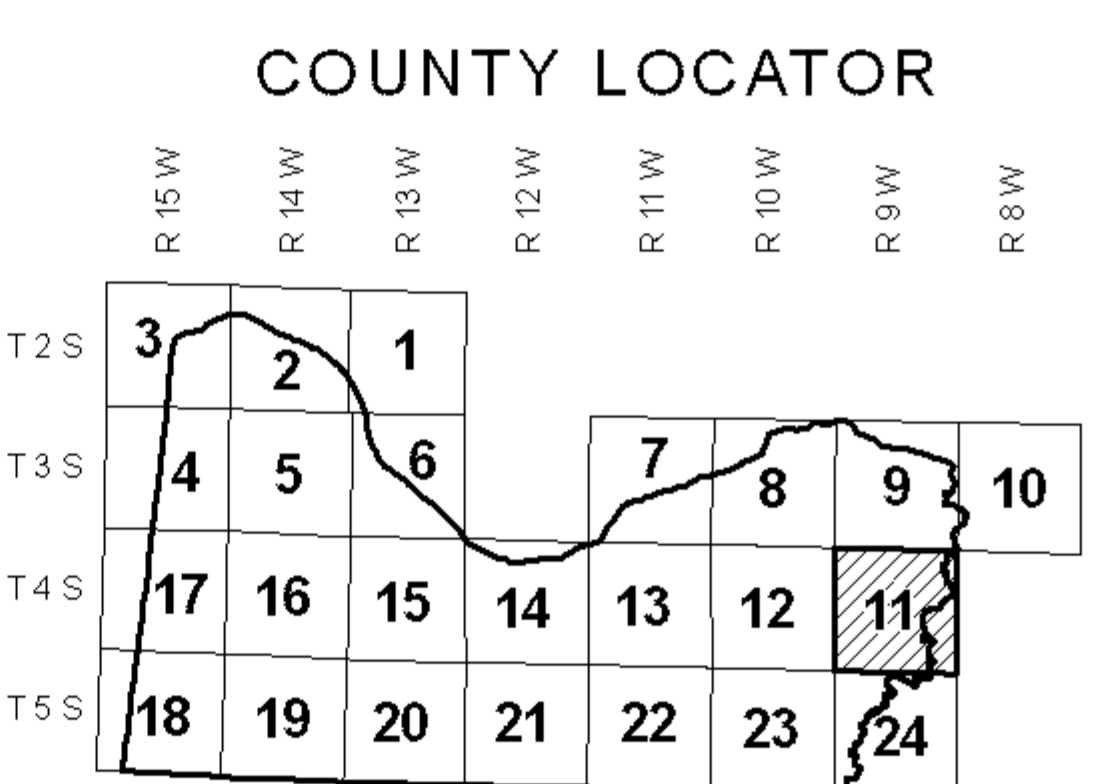 COUNTY LOCATOR
R 15 W R 14 W R 13 W R 12 W R 11 W R 10 W R 9 W R 8 W
T 2 S 3 2 1
T 3 S 4 5 6 7 8 9 10
T 4 S 17 16 15 14 13 12 11
T 5 S 18 19 20 21 22 23 24